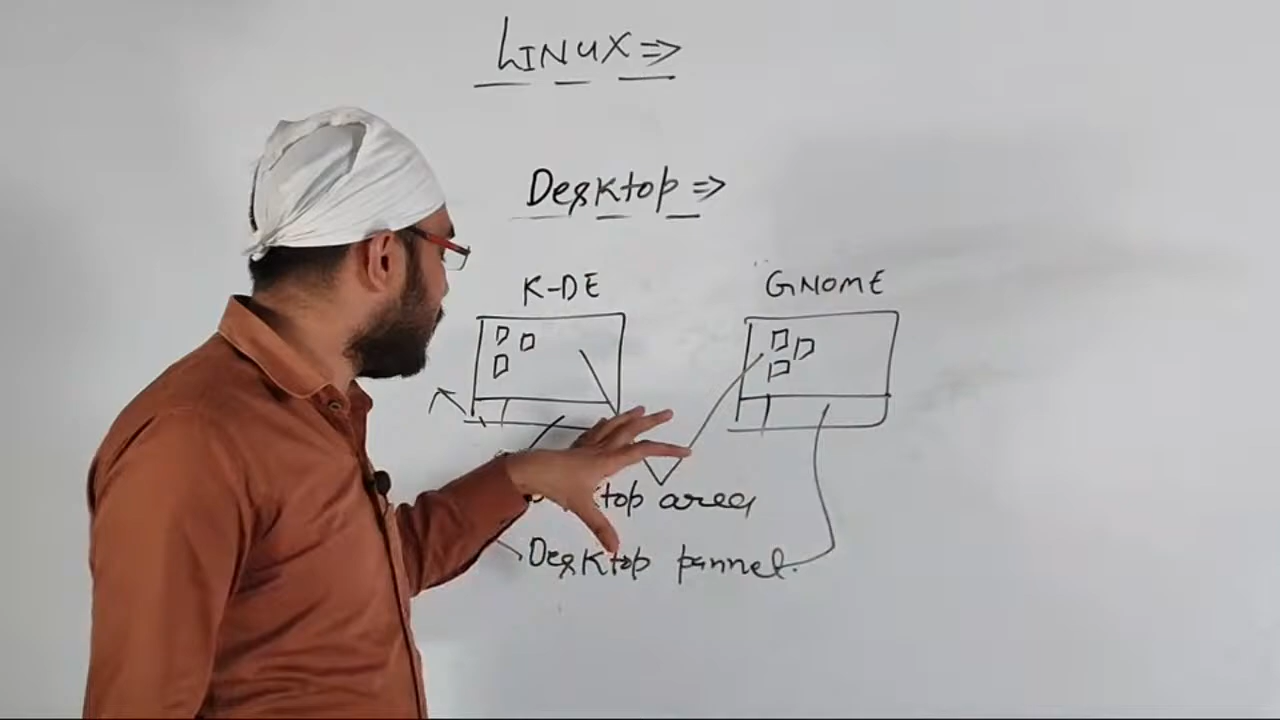 LINUX =>
Desktop =>
K-DE GNOME
top area
Desktop pannel.